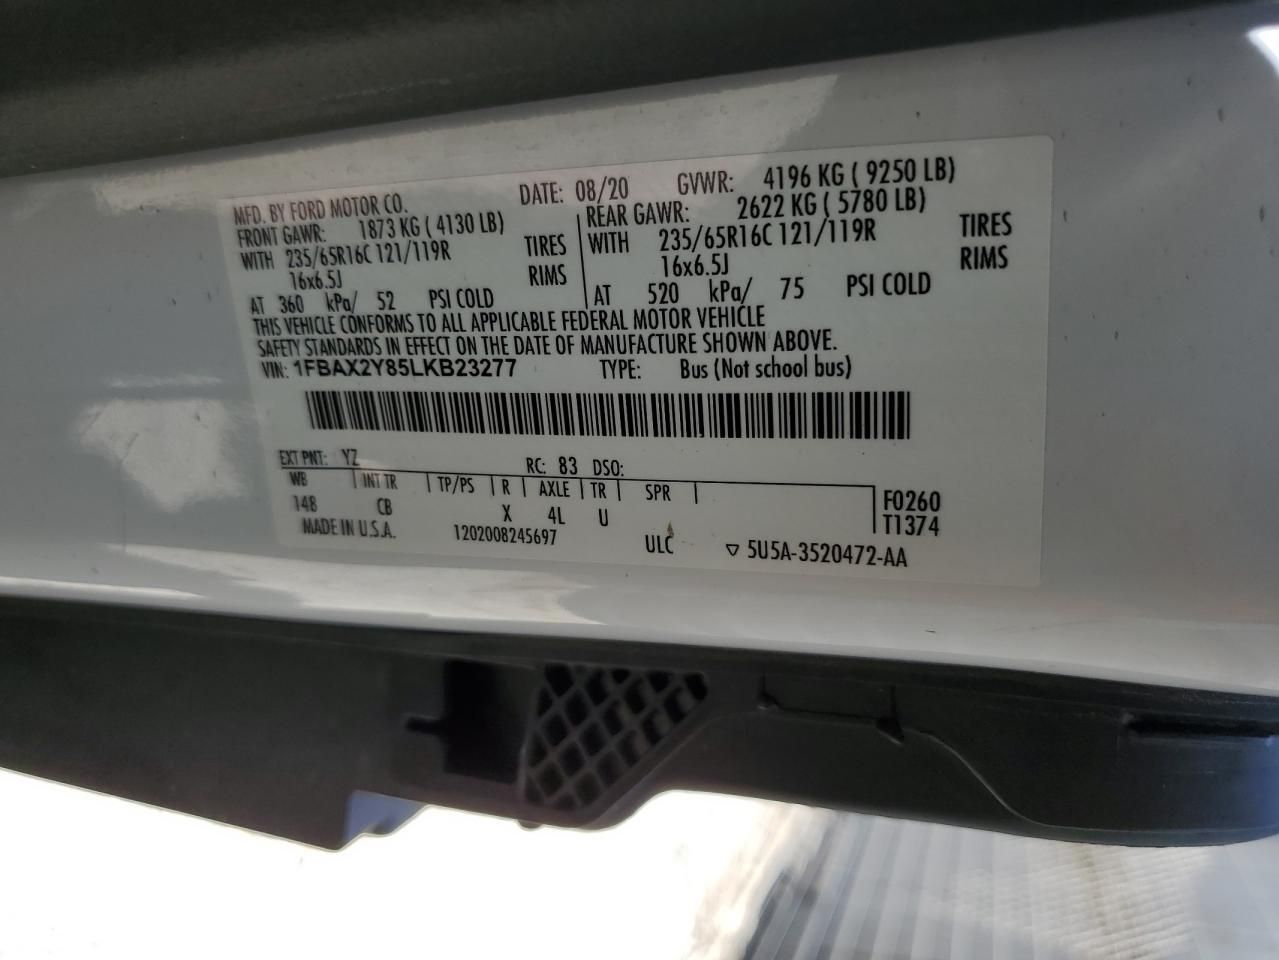 MFD. BY FORD MOTOR CO. DATE: 08/20 GVWR: 4196 KG ( 9250 LB)
FRONT GAWR: 1873 KG ( 4130 LB) REAR GAWR: 2622 KG ( 5780 LB)
WITH 235/65R16C 121/119R TIRES WITH 235/65R16C 121/119R TIRES
16x6.5J RIMS 16x6.5J RIMS
AT 360 kPa/ 52 PSI COLD AT 520 kPa/ 75 PSI COLD
THIS VEHICLE CONFORMS TO ALL APPLICABLE FEDERAL MOTOR VEHICLE
SAFETY STANDARDS IN EFFECT ON THE DATE OF MANUFACTURE SHOWN ABOVE.
VIN: 1FBAX2Y85LKB23277 TYPE: Bus (Not school bus)
EXT PNT: YZ RC: 83 DSO:
WB INT TR TP/PS R AXLE TR SPR F0260
148 CB X 4L U T1374
MADE IN U.S.A. 1202008245697 ULC ▽ 5U5A-3520472-AA